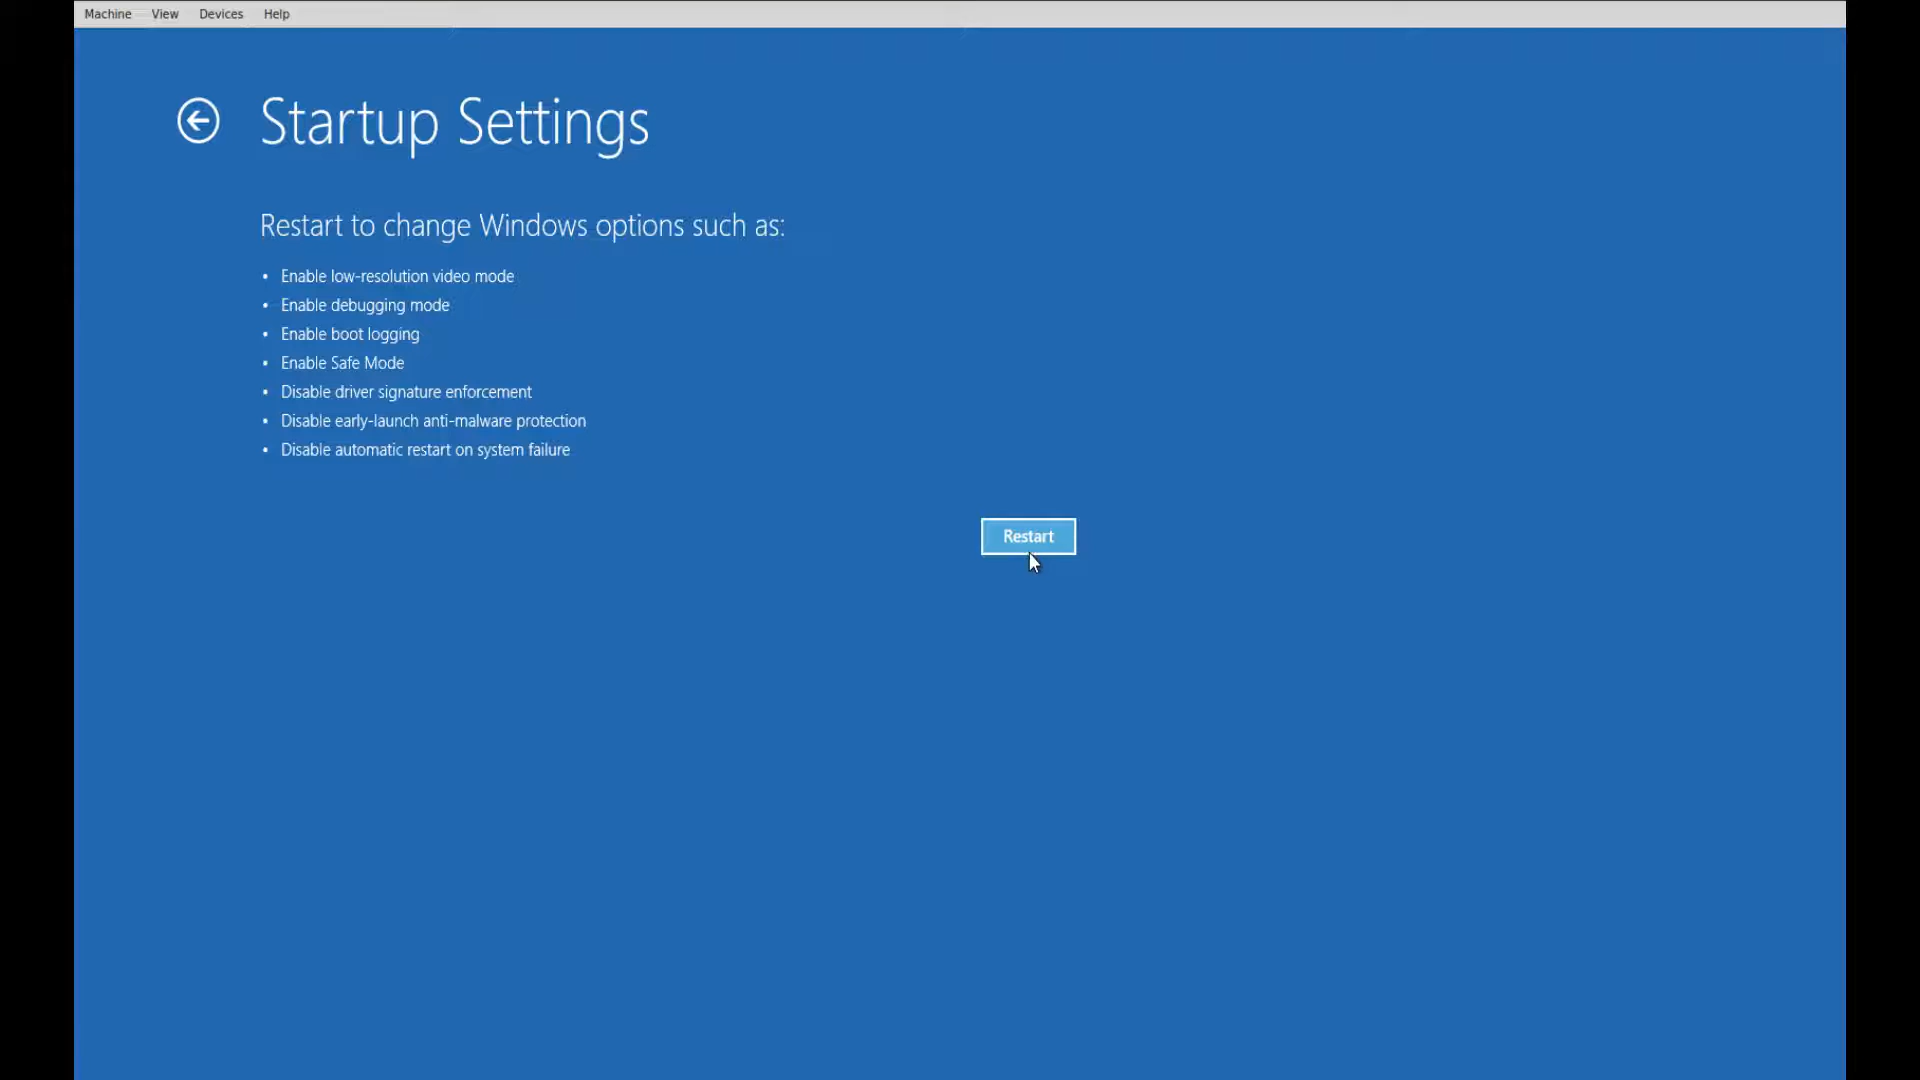 Machine View Devices Help
Startup Settings
Restart to change Windows options such as:
• Enable low-resolution video mode
• Enable debugging mode
• Enable boot logging
• Enable Safe Mode
• Disable driver signature enforcement
• Disable early-launch anti-malware protection
• Disable automatic restart on system failure
Restart